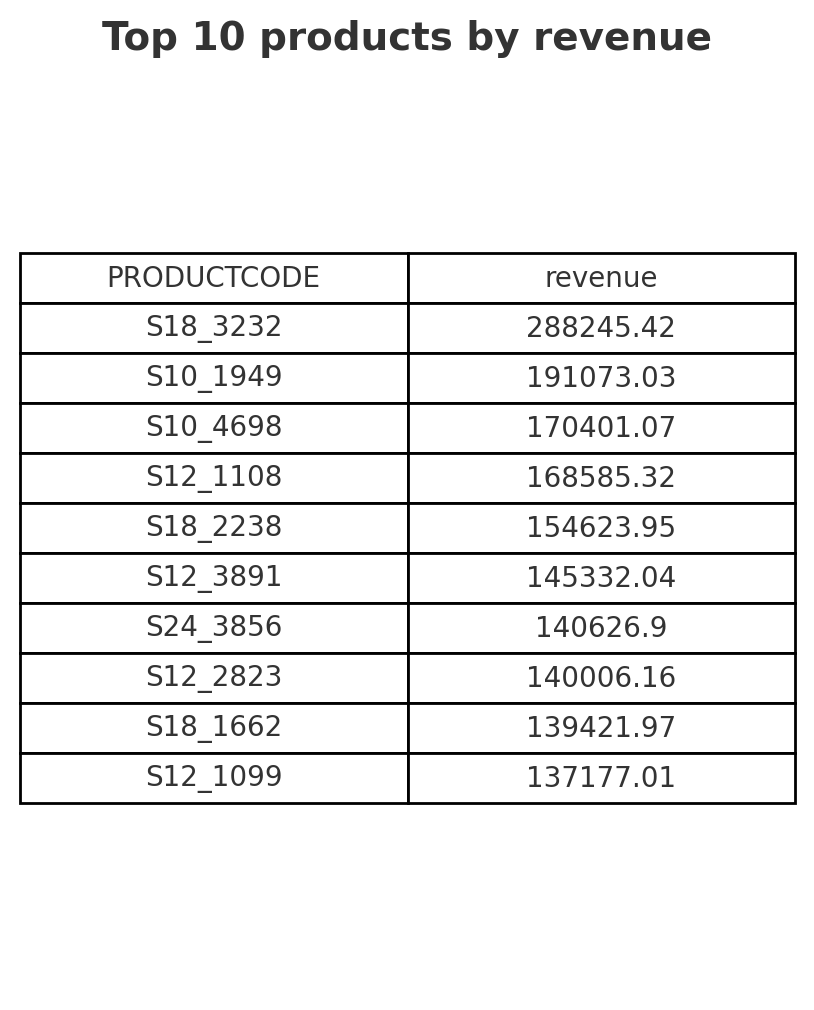 Top 10 products by revenue
PRODUCTCODE revenue
S18_3232 288245.42
S10_1949 191073.03
S10_4698 170401.07
S12_1108 168585.32
S18_2238 154623.95
S12_3891 145332.04
S24_3856 140626.9
S12_2823 140006.16
S18_1662 139421.97
S12_1099 137177.01